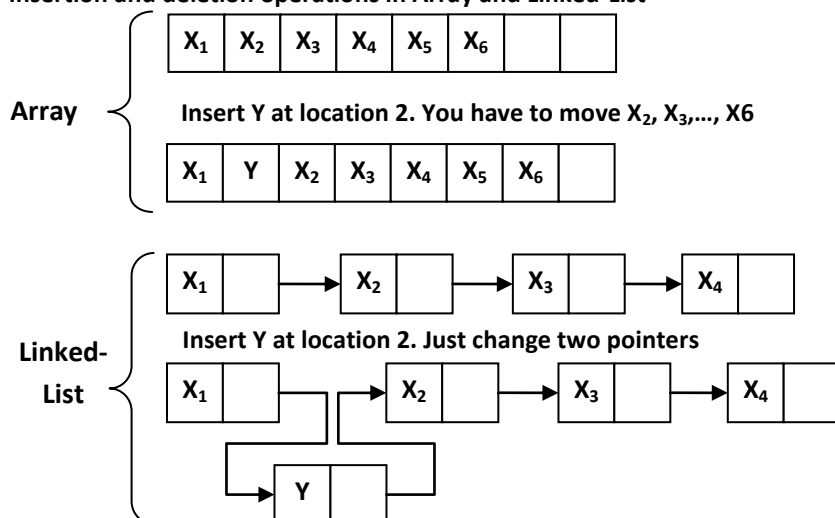 Insertion and deletion operations in Array and Linked-List
X₁ X₂ X₃ X₄ X₅ X₆
Array
Insert Y at location 2. You have to move X₂, X₃,..., X6
X₁ Y X₂ X₃ X₄ X₅ X₆
X₁ X₂ X₃ X₄
Linked-
List
Insert Y at location 2. Just change two pointers
X₁ X₂ X₃ X₄
Y